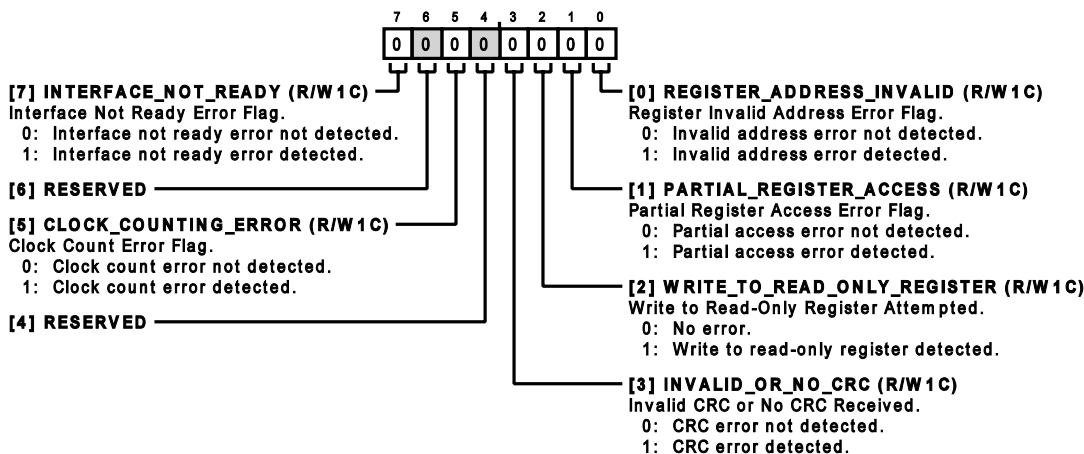 7 6 5 4 3 2 1 0
0 0 0 0 0 0 0 0
[7] INTERFACE_NOT_READY (R/W1C)
Interface Not Ready Error Flag.
0: Interface not ready error not detected.
1: Interface not ready error detected.
[6] RESERVED
[5] CLOCK_COUNTING_ERROR (R/W1C)
Clock Count Error Flag.
0: Clock count error not detected.
1: Clock count error detected.
[4] RESERVED
[0] REGISTER_ADDRESS_INVALID (R/W1C)
Register Invalid Address Error Flag.
0: Invalid address error not detected.
1: Invalid address error detected.
[1] PARTIAL_REGISTER_ACCESS (R/W1C)
Partial Register Access Error Flag.
0: Partial access error not detected.
1: Partial access error detected.
[2] WRITE_TO_READ_ONLY_REGISTER (R/W1C)
Write to Read-Only Register Attempted.
0: No error.
1: Write to read-only register detected.
[3] INVALID_OR_NO_CRC (R/W1C)
Invalid CRC or No CRC Received.
0: CRC error not detected.
1: CRC error detected.